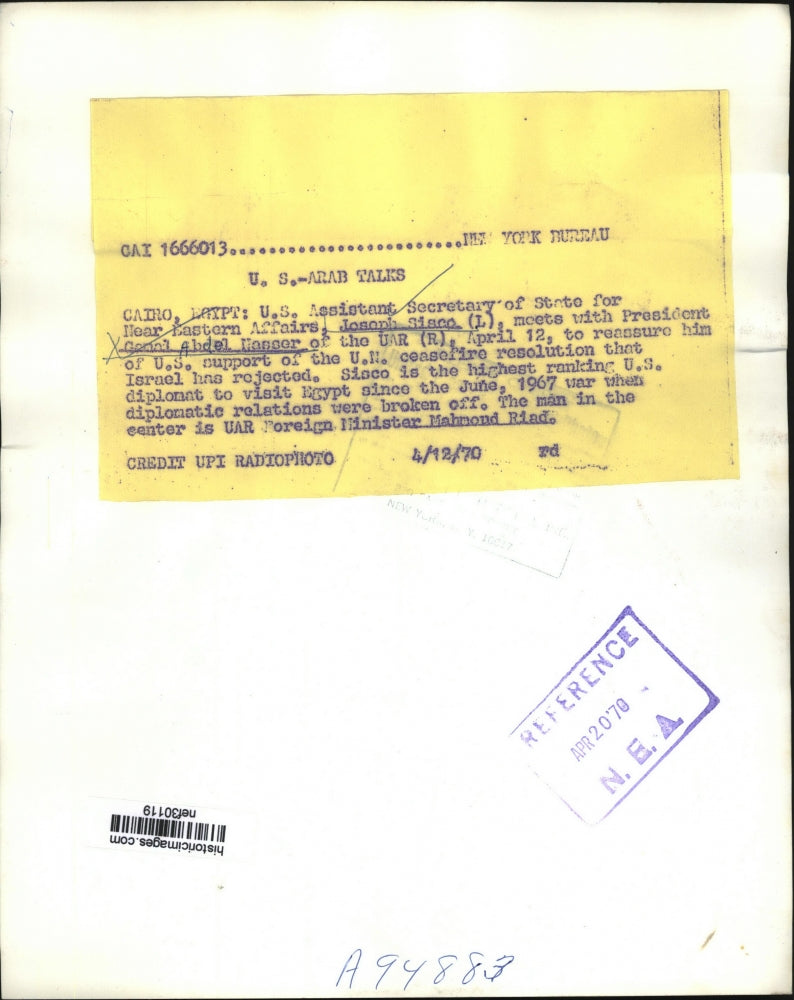 CAI 1666013........................NEW YORK BUREAU
U. S.-ARAB TALKS
CAIRO, EGYPT: U.S. Assistant Secretary of State for
Near Eastern Affairs, Joseph Sisco (L), meets with President
Gamal Abdel Nasser of the UAR (R), April 12, to reassure him
of U.S. support of the U.N. ceasefire resolution that
Israel has rejected. Sisco is the highest ranking U.S.
diplomat to visit Egypt since the June, 1967 war when
diplomatic relations were broken off. The man in the
center is UAR Foreign Minister Mahmoud Riad.
CREDIT UPI RADIOPHOTO 4/12/70 rd
NEW Y. 10017
REFERENCE
APR 20 '70
N. E. A.
historicimages.com
nef30119
A94883